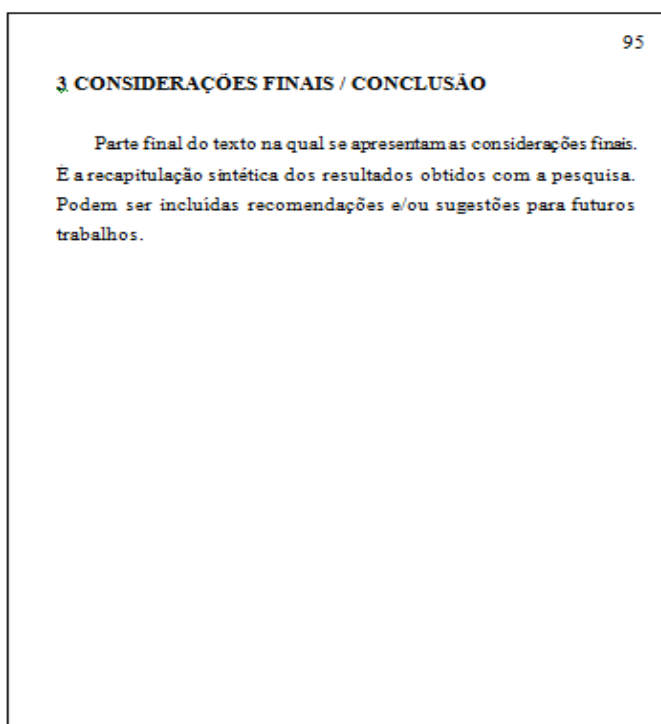 95
3 CONSIDERAÇÕES FINAIS / CONCLUSÃO
Parte final do texto na qual se apresentam as considerações finais.
É a recapitulação sintética dos resultados obtidos com a pesquisa.
Podem ser incluídas recomendações e/ou sugestões para futuros
trabalhos.